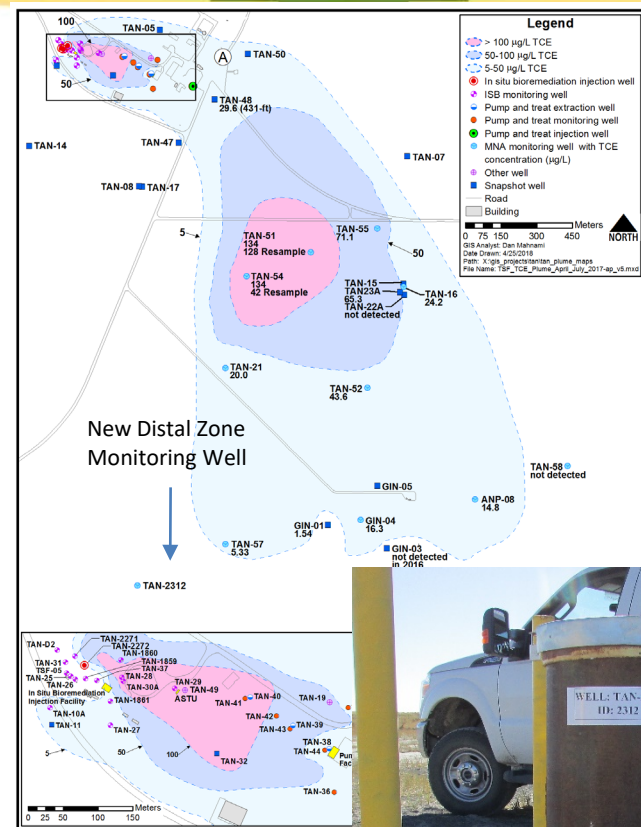 100
TAN-05
TAN-50
A
50
TAN-48
29.6 (431-ft)
TAN-14
TAN-47
TAN-07
TAN-08
TAN-17
5
TAN-51
134
128 Resample
TAN-55
71.1
50
TAN-54
134
42 Resample
TAN-15
TAN23A
65.3
TAN-22A
not detected
TAN-16
24.2
TAN-21
20.0
TAN-52
43.6
New Distal Zone
Monitoring Well
TAN-58
not detected
GIN-05
ANP-08
14.8
GIN-01
1.54
GIN-04
16.3
TAN-57
5.33
GIN-03
not detected
in 2016
TAN-2312
Legend
> 100 µg/L TCE
50-100 µg/L TCE
5-50 µg/L TCE
In situ bioremediation injection well
ISB monitoring well
Pump and treat extraction well
Pump and treat monitoring well
Pump and treat injection well
MNA monitoring well with TCE
concentration (µg/L)
Other well
Snapshot well
Road
Building
Meters
0 75 150 300 450
NORTH
GIS Analyst: Dan Mahnami
Date Drawn: 4/25/2018
Path: X:\gis_projects\tan\tan_plume_maps
File Name: TSF_TCE_Plume_April_July_2017-ap_v5.mxd
TAN-D2
TAN-2271
TAN-2272
TAN-1860
TAN-31
TSF-05
TAN-25
TAN-26
TAN-1859
TAN-37
TAN-28
TAN-30A
TAN-29
TAN-49
ASTU
In Situ Bioremediation
Injection Facility
TAN-1861
TAN-10A
TAN-11
TAN-27
TAN-41
TAN-40
TAN-19
TAN-42
TAN-39
TAN-43
TAN-38
TAN-44
Pum
Fac
TAN-32
TAN-36
5
50
100
Meters
0 25 50 100 150
WELL: TAN-
ID: 2312